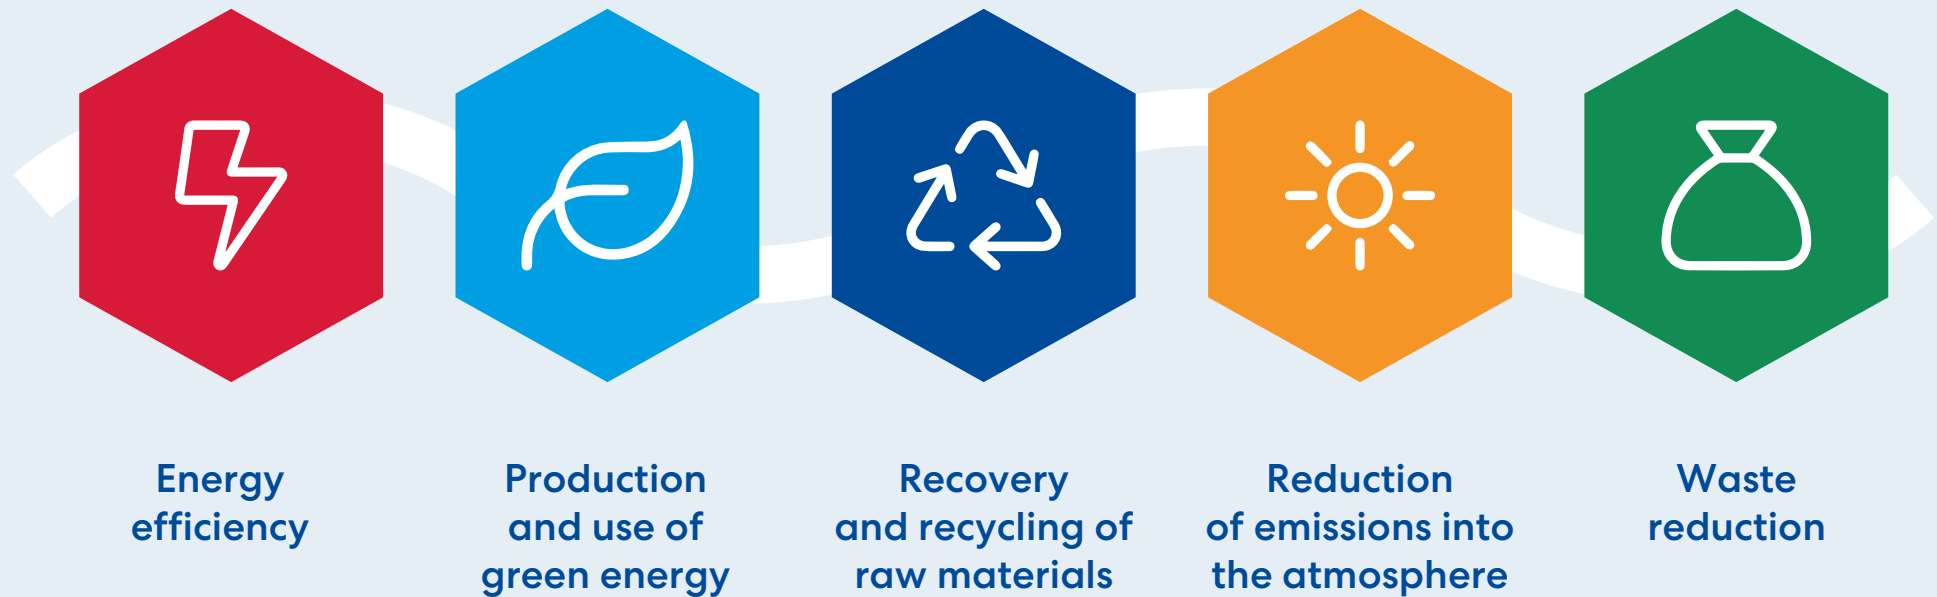 Energy
efficiency
Production
and use of
green energy
Recovery
and recycling of
raw materials
Reduction
of emissions into
the atmosphere
Waste
reduction